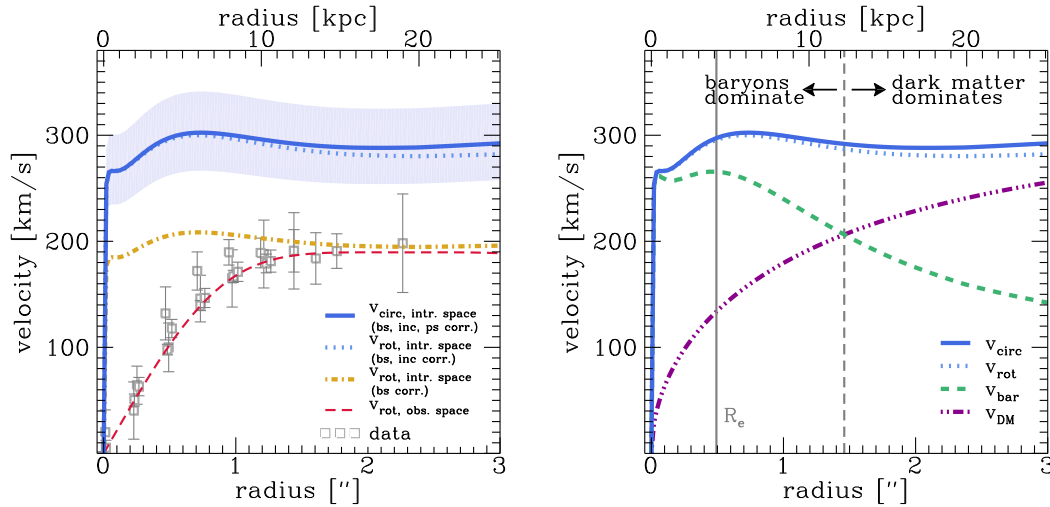 radius [kpc]
0 10 20
velocity [km/s]
300
200
100
V_circ, intr. space
(bs, inc, ps corr.)
V_rot, intr. space
(bs, inc corr.)
V_rot, intr. space
(bs corr.)
V_rot, obs. space
data
0 1 2 3
radius ["]
radius [kpc]
0 10 20
baryons
dominate
dark matter
dominates
velocity [km/s]
300
200
100
R_e
V_circ
V_rot
V_bar
V_DM
0 1 2 3
radius ["]